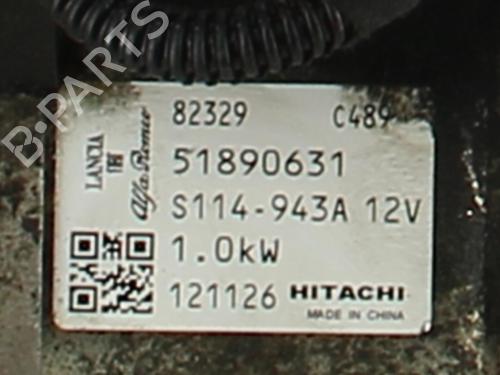 B-PARTS
82329 C489
LANCIA
FIAT
Alfa Romeo
51890631
S114-943A 12V
1.0kW
121126 HITACHI
MADE IN CHINA